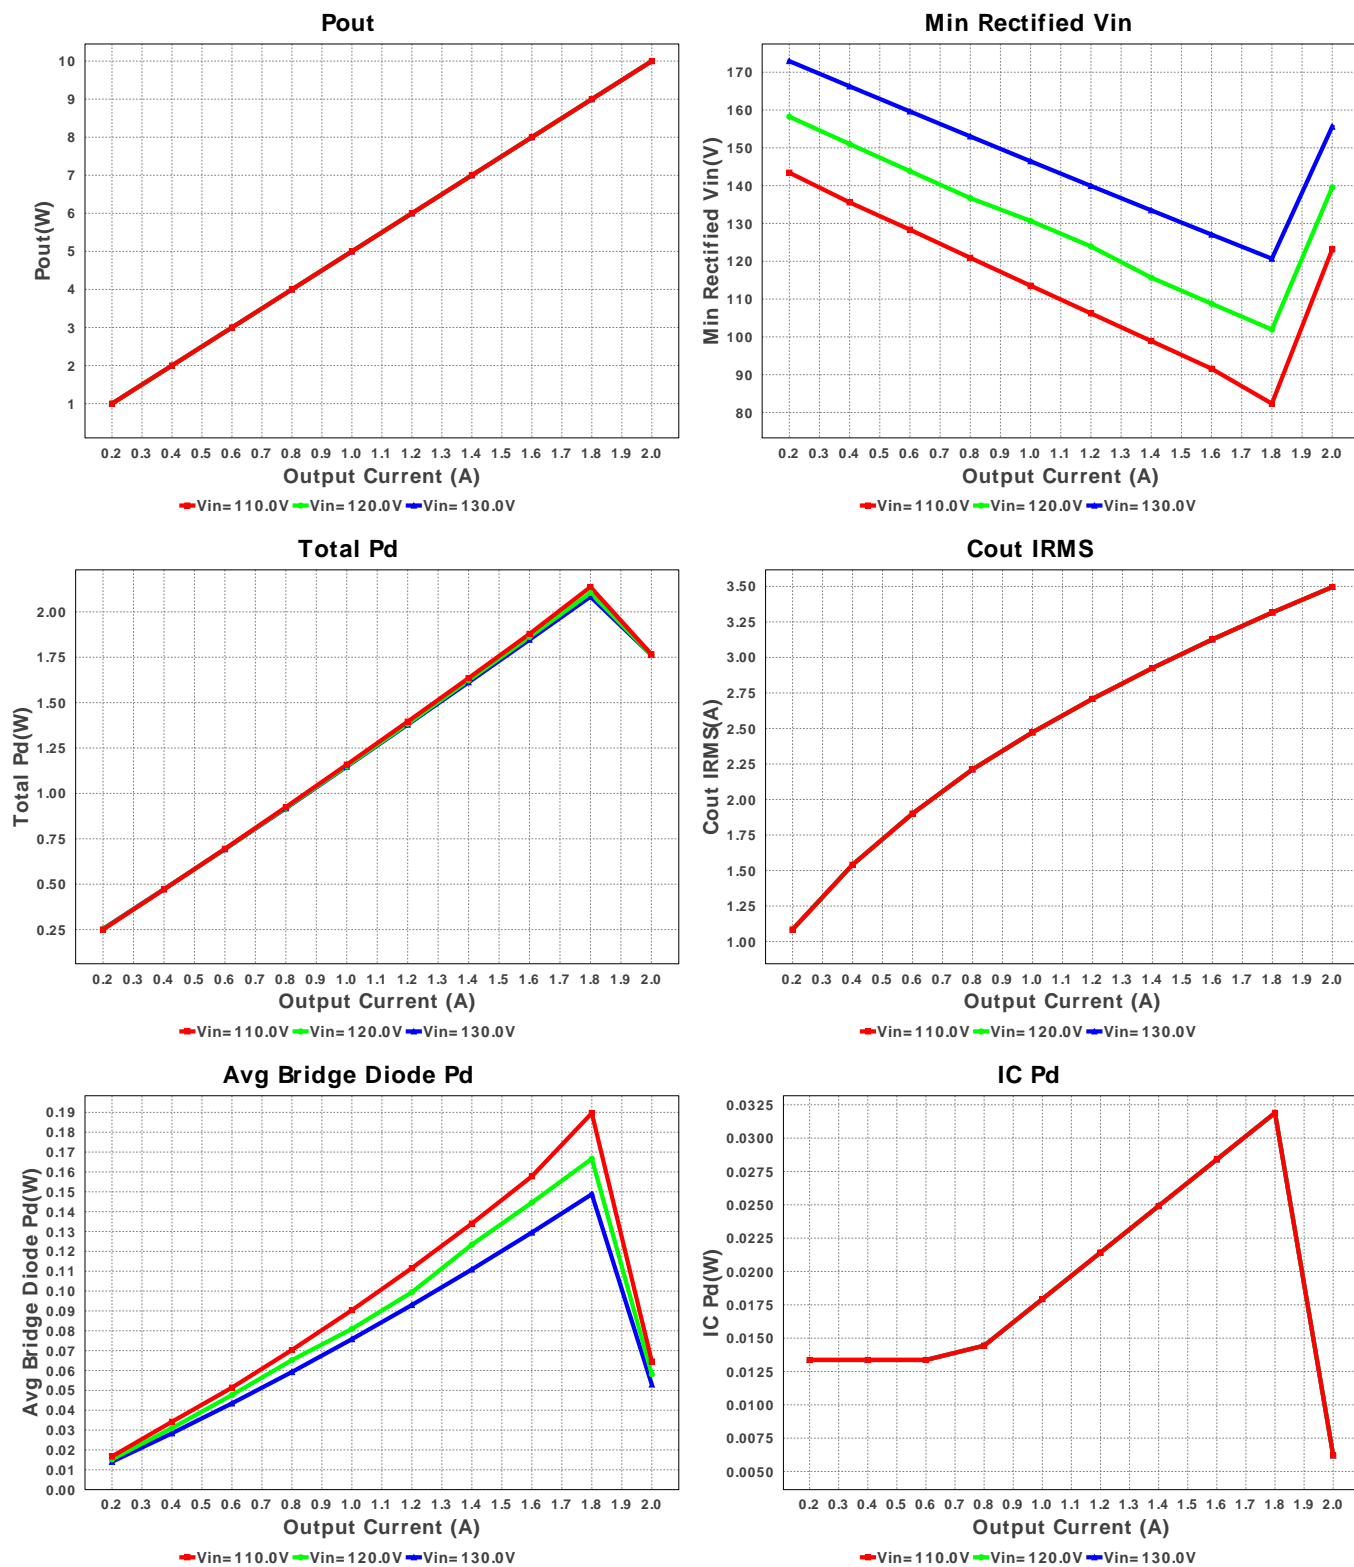 Pout
Pout(W)
10
9
8
7
6
5
4
3
2
1
0.2 0.3 0.4 0.5 0.6 0.7 0.8 0.9 1.0 1.1 1.2 1.3 1.4 1.5 1.6 1.7 1.8 1.9 2.0
Output Current (A)
Vin=110.0V Vin=120.0V Vin=130.0V
Min Rectified Vin
Min Rectified Vin(V)
170
160
150
140
130
120
110
100
90
80
0.2 0.3 0.4 0.5 0.6 0.7 0.8 0.9 1.0 1.1 1.2 1.3 1.4 1.5 1.6 1.7 1.8 1.9 2.0
Output Current (A)
Vin=110.0V Vin=120.0V Vin=130.0V
Total Pd
Total Pd(W)
2.00
1.75
1.50
1.25
1.00
0.75
0.50
0.25
0.2 0.3 0.4 0.5 0.6 0.7 0.8 0.9 1.0 1.1 1.2 1.3 1.4 1.5 1.6 1.7 1.8 1.9 2.0
Output Current (A)
Vin=110.0V Vin=120.0V Vin=130.0V
Cout IRMS
Cout IRMS(A)
3.50
3.25
3.00
2.75
2.50
2.25
2.00
1.75
1.50
1.25
1.00
0.2 0.3 0.4 0.5 0.6 0.7 0.8 0.9 1.0 1.1 1.2 1.3 1.4 1.5 1.6 1.7 1.8 1.9 2.0
Output Current (A)
Vin=110.0V Vin=120.0V Vin=130.0V
Avg Bridge Diode Pd
Avg Bridge Diode Pd(W)
0.19
0.18
0.17
0.16
0.15
0.14
0.13
0.12
0.11
0.10
0.09
0.08
0.07
0.06
0.05
0.04
0.03
0.02
0.01
0.00
0.2 0.3 0.4 0.5 0.6 0.7 0.8 0.9 1.0 1.1 1.2 1.3 1.4 1.5 1.6 1.7 1.8 1.9 2.0
Output Current (A)
Vin=110.0V Vin=120.0V Vin=130.0V
IC Pd
IC Pd(W)
0.0325
0.0300
0.0275
0.0250
0.0225
0.0200
0.0175
0.0150
0.0125
0.0100
0.0075
0.0050
0.2 0.3 0.4 0.5 0.6 0.7 0.8 0.9 1.0 1.1 1.2 1.3 1.4 1.5 1.6 1.7 1.8 1.9 2.0
Output Current (A)
Vin=110.0V Vin=120.0V Vin=130.0V